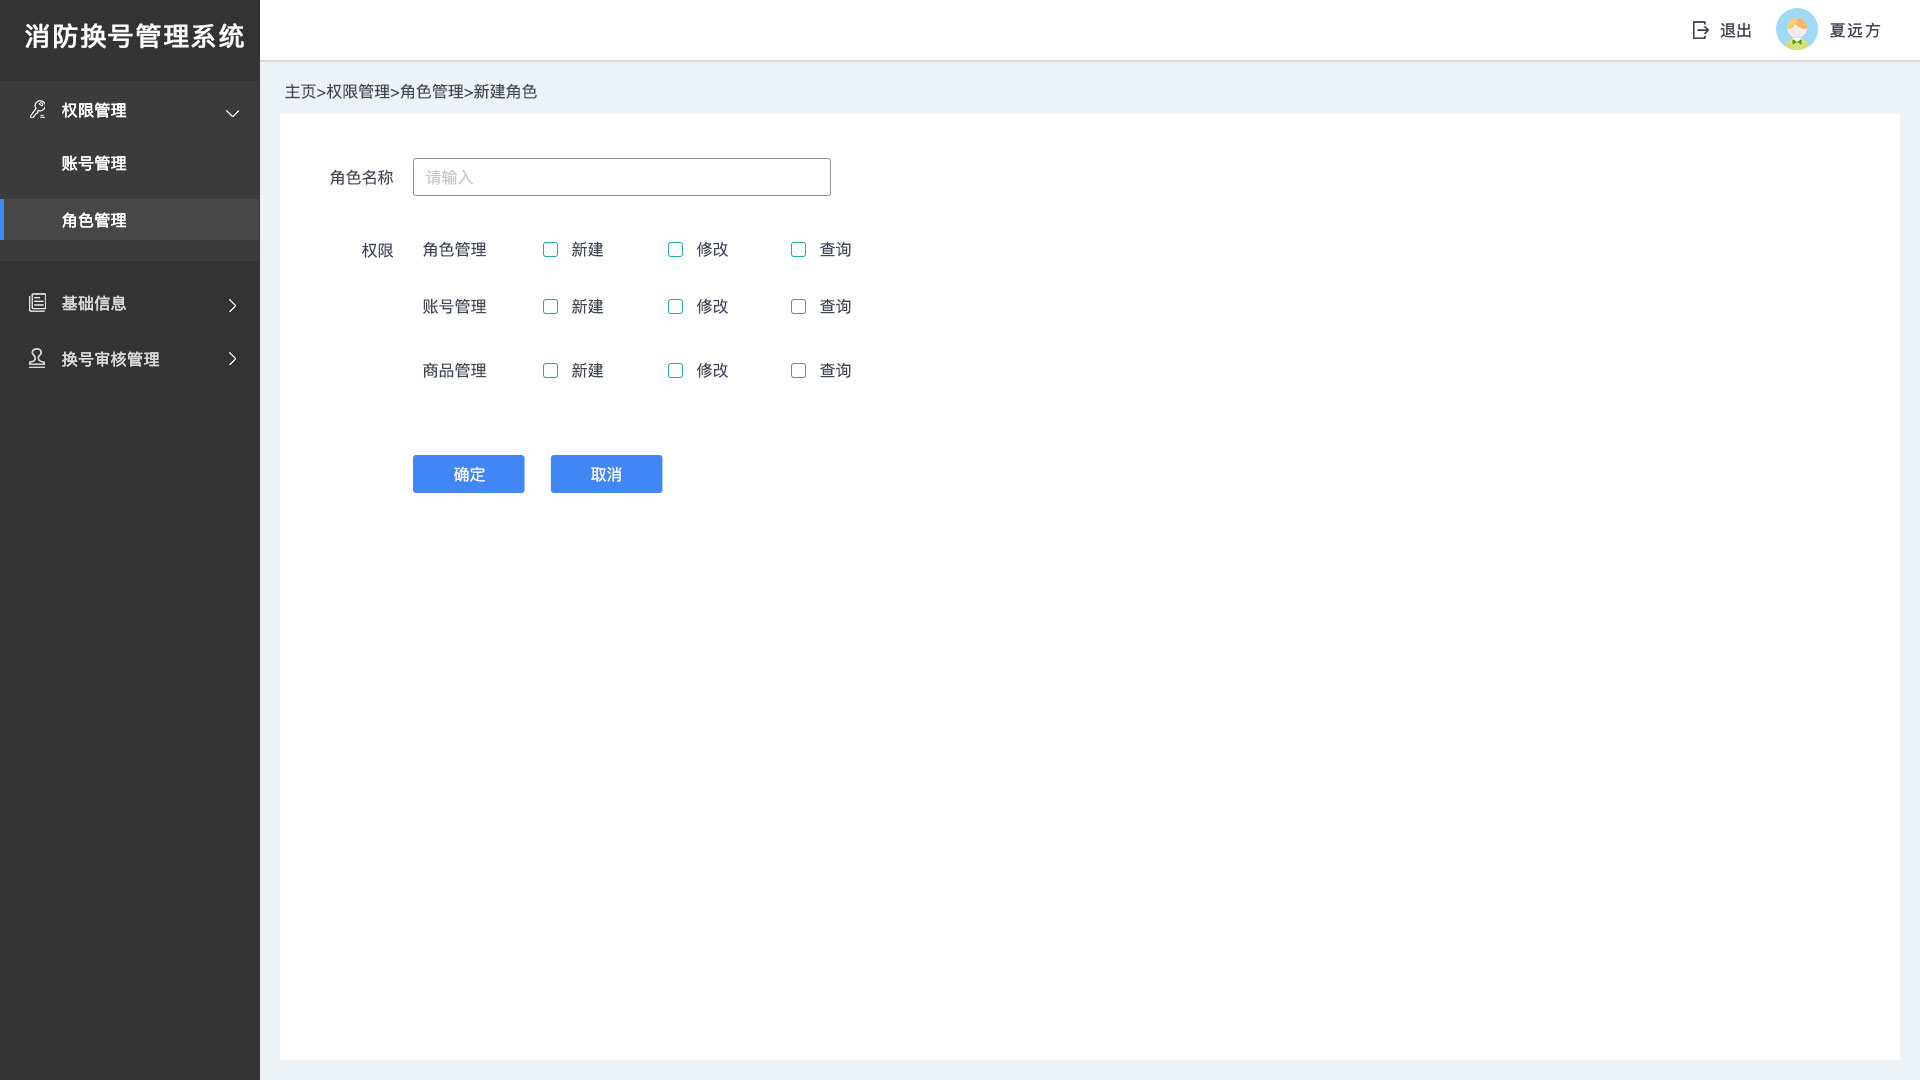 消防换号管理系统
退出
夏远方
主页>权限管理>角色管理>新建角色
权限管理
账号管理
角色管理
基础信息
换号审核管理
角色名称 请输入
权限 角色管理 新建 修改 查询
账号管理 新建 修改 查询
商品管理 新建 修改 查询
确定 取消